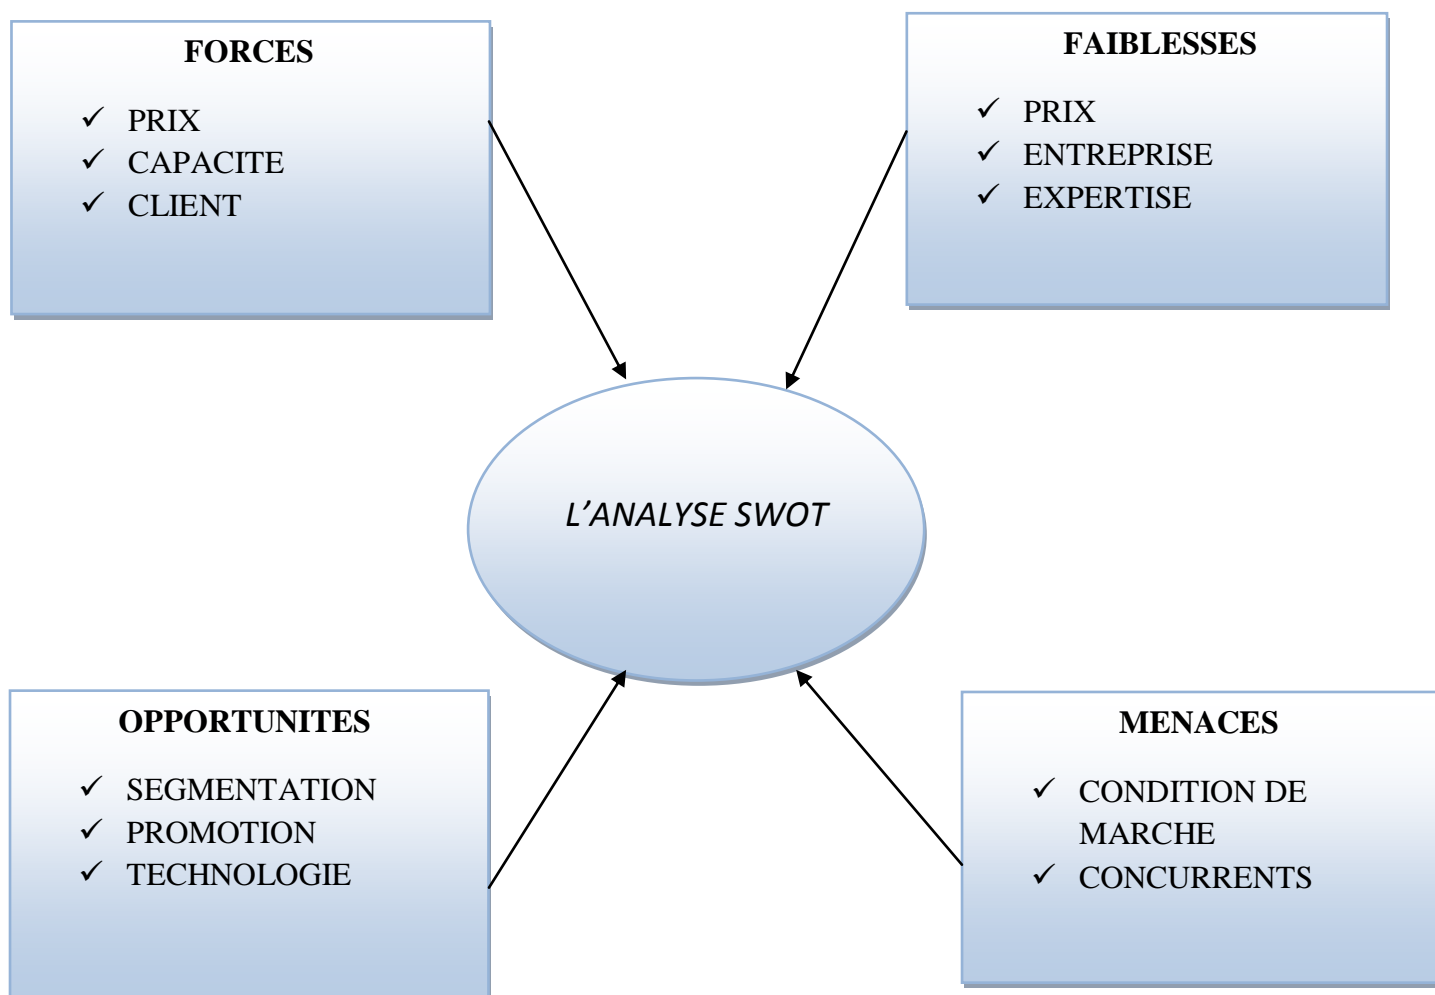 FORCES
✓ PRIX
✓ CAPACITE
✓ CLIENT
FAIBLESSES
✓ PRIX
✓ ENTREPRISE
✓ EXPERTISE
L’ANALYSE SWOT
OPPORTUNITES
✓ SEGMENTATION
✓ PROMOTION
✓ TECHNOLOGIE
MENACES
✓ CONDITION DE
MARCHE
✓ CONCURRENTS